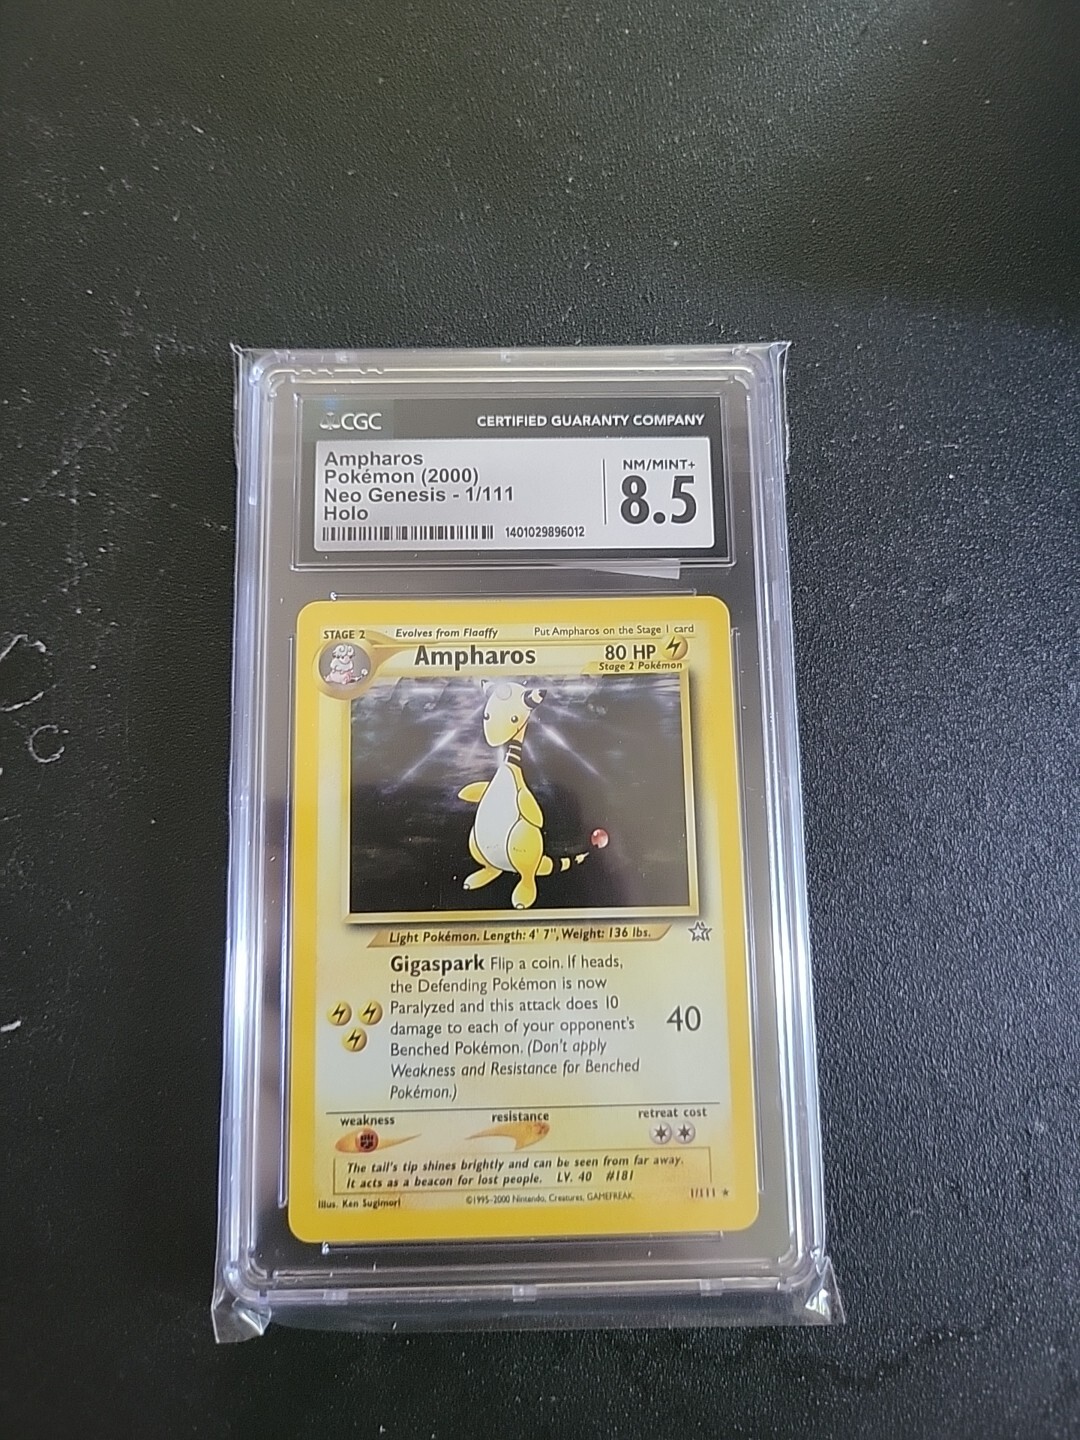 CGC CERTIFIED GUARANTY COMPANY
Ampharos
Pokémon (2000)
Neo Genesis - 1/111
Holo
NM/MINT+
8.5
1401029896012
STAGE 2 Evolves from Flaaffy Put Ampharos on the Stage 1 card
Ampharos 80 HP
Stage 2 Pokémon
Light Pokémon. Length: 4' 7", Weight: 136 lbs.
Gigaspark Flip a coin. If heads,
the Defending Pokémon is now
Paralyzed and this attack does 10
damage to each of your opponent's
Benched Pokémon. (Don't apply
Weakness and Resistance for Benched
Pokémon.)
40
weakness resistance retreat cost
The tail's tip shines brightly and can be seen from far away.
It acts as a beacon for lost people. LV. 40 #181
Illus. Ken Sugimori ©1995-2000 Nintendo, Creatures, GAMEFREAK. 1/111 ★